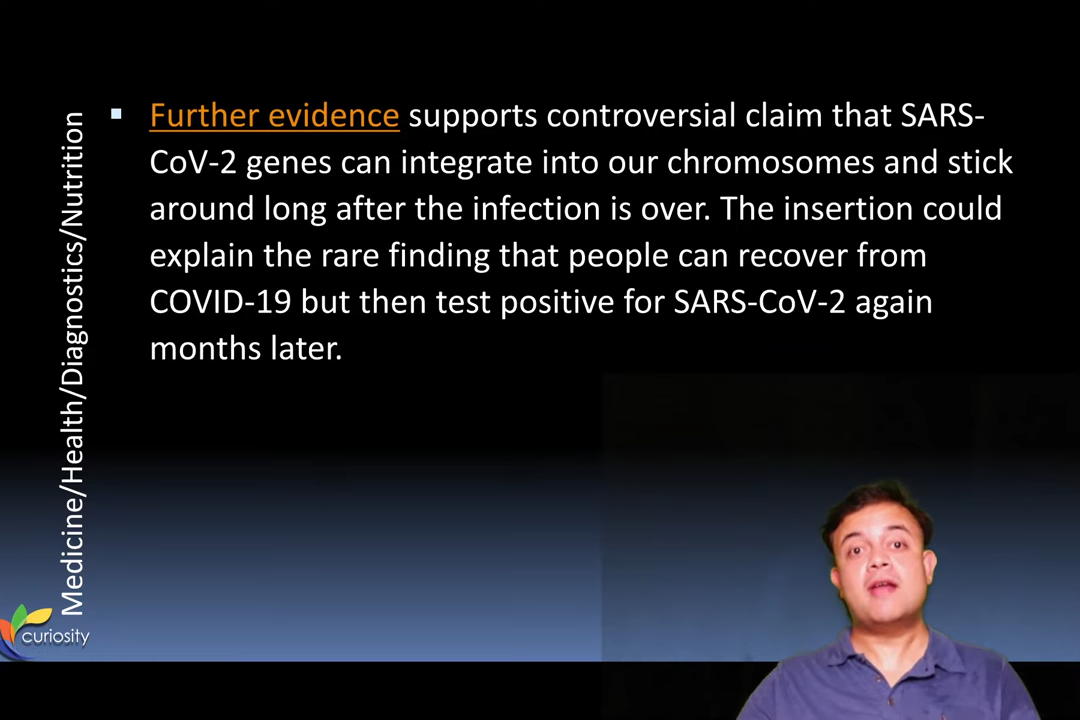 Further evidence supports controversial claim that SARS-
CoV-2 genes can integrate into our chromosomes and stick
around long after the infection is over. The insertion could
explain the rare finding that people can recover from
COVID-19 but then test positive for SARS-CoV-2 again
months later.
Medicine/Health/Diagnostics/Nutrition
curiosity